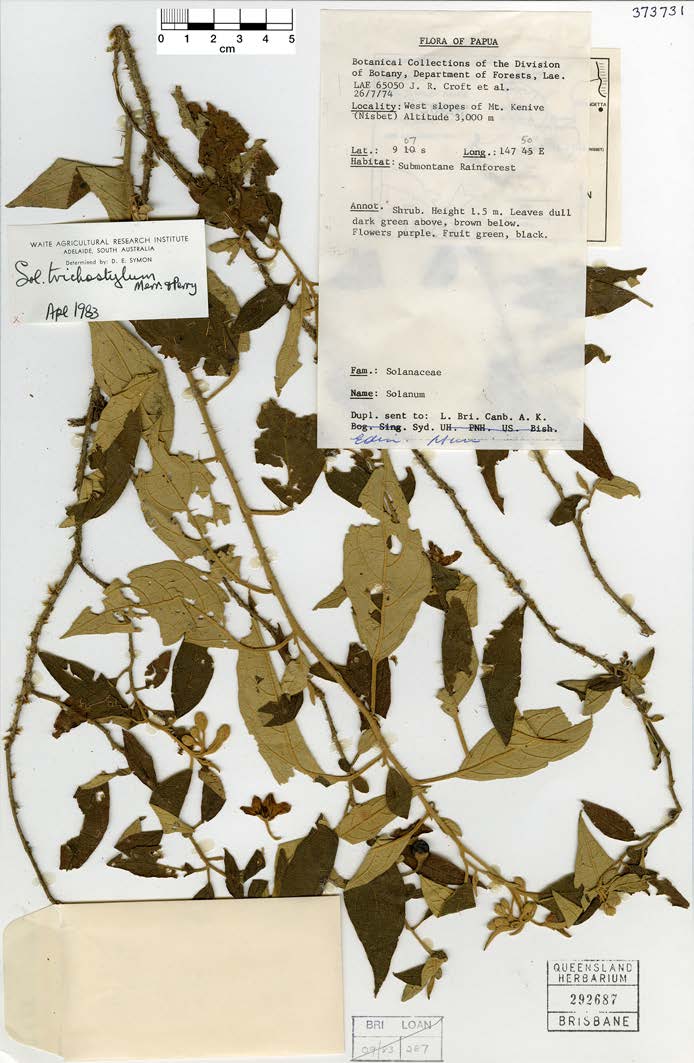 373731
0 1 2 3 4 5
cm
FLORA OF PAPUA
Botanical Collections of the Division
of Botany, Department of Forests, Lae.
LAE 65050 J. R. Croft et al.
26/7/74
Locality: West slopes of Mt. Kenive
(Nisbet) Altitude 3,000 m
07 50
Lat.: 9 10 s Long.: 147 45 E
Habitat: Submontane Rainforest
Annot. Shrub. Height 1.5 m. Leaves dull
dark green above, brown below.
Flowers purple. Fruit green, black.
Fam.: Solanaceae
Name: Solanum
Dupl. sent to: L. Bri. Canb. A. K.
Bog. Sing. Syd. UH. PNH. US. Bish.
Edin.
WAITE AGRICULTURAL RESEARCH INSTITUTE
ADELAIDE, SOUTH AUSTRALIA
Determined by: D. E. SYMON
Sol. trichostylum
Merr & Perry
Apl 1983
QUEENSLAND
HERBARIUM
292687
BRISBANE
BRI LOAN
267